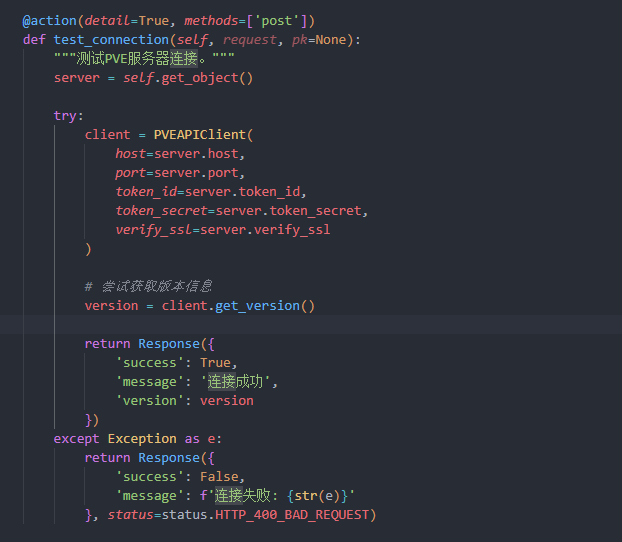 @action(detail=True, methods=['post'])
def test_connection(self, request, pk=None):
"""测试PVE服务器连接。"""
server = self.get_object()
try:
client = PVEAPIClient(
host=server.host,
port=server.port,
token_id=server.token_id,
token_secret=server.token_secret,
verify_ssl=server.verify_ssl
)
# 尝试获取版本信息
version = client.get_version()
return Response({
'success': True,
'message': '连接成功',
'version': version
})
except Exception as e:
return Response({
'success': False,
'message': f'连接失败: {str(e)}'
}, status=status.HTTP_400_BAD_REQUEST)